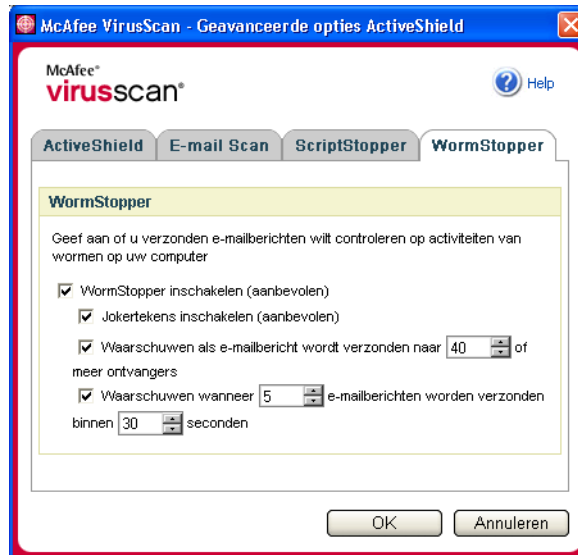 McAfee VirusScan - Geavanceerde opties ActiveShield
McAfee®
virusscan®
? Help
ActiveShield E-mail Scan ScriptStopper WormStopper
WormStopper
Geef aan of u verzonden e-mailberichten wilt controleren op activiteiten van
wormen op uw computer
WormStopper inschakelen (aanbevolen)
Jokertekens inschakelen (aanbevolen)
Waarschuwen als e-mailbericht wordt verzonden naar 40 of
meer ontvangers
Waarschuwen wanneer 5 e-mailberichten worden verzonden
binnen 30 seconden
OK Annuleren